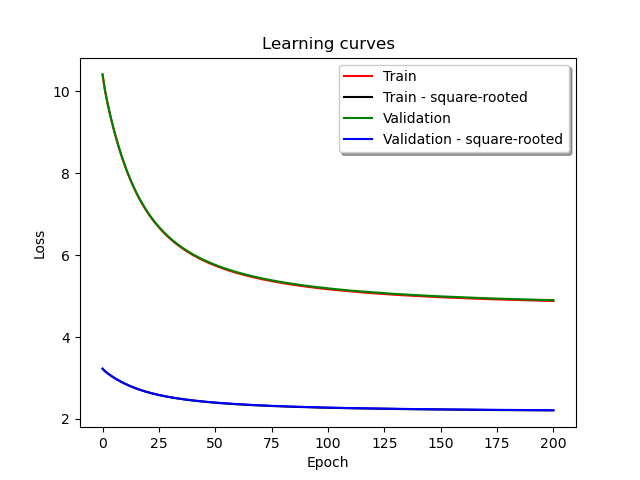 Learning curves
Train
Train - square-rooted
Validation
Validation - square-rooted
10
8
6
4
2
Loss
0 25 50 75 100 125 150 175 200
Epoch